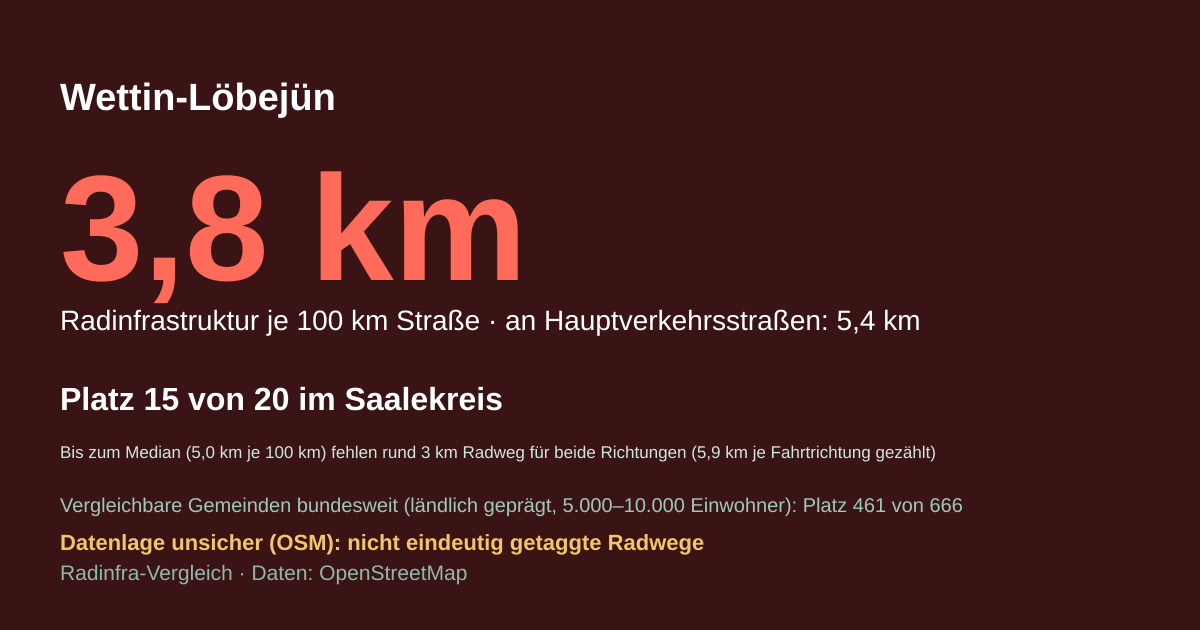 Wettin-Löbejün
3,8 km
Radinfrastruktur je 100 km Straße · an Hauptverkehrsstraßen: 5,4 km
Platz 15 von 20 im Saalekreis
Bis zum Median (5,0 km je 100 km) fehlen rund 3 km Radweg für beide Richtungen (5,9 km je Fahrtrichtung gezählt)
Vergleichbare Gemeinden bundesweit (ländlich geprägt, 5.000–10.000 Einwohner): Platz 461 von 666
Datenlage unsicher (OSM): nicht eindeutig getaggte Radwege
Radinfra-Vergleich · Daten: OpenStreetMap